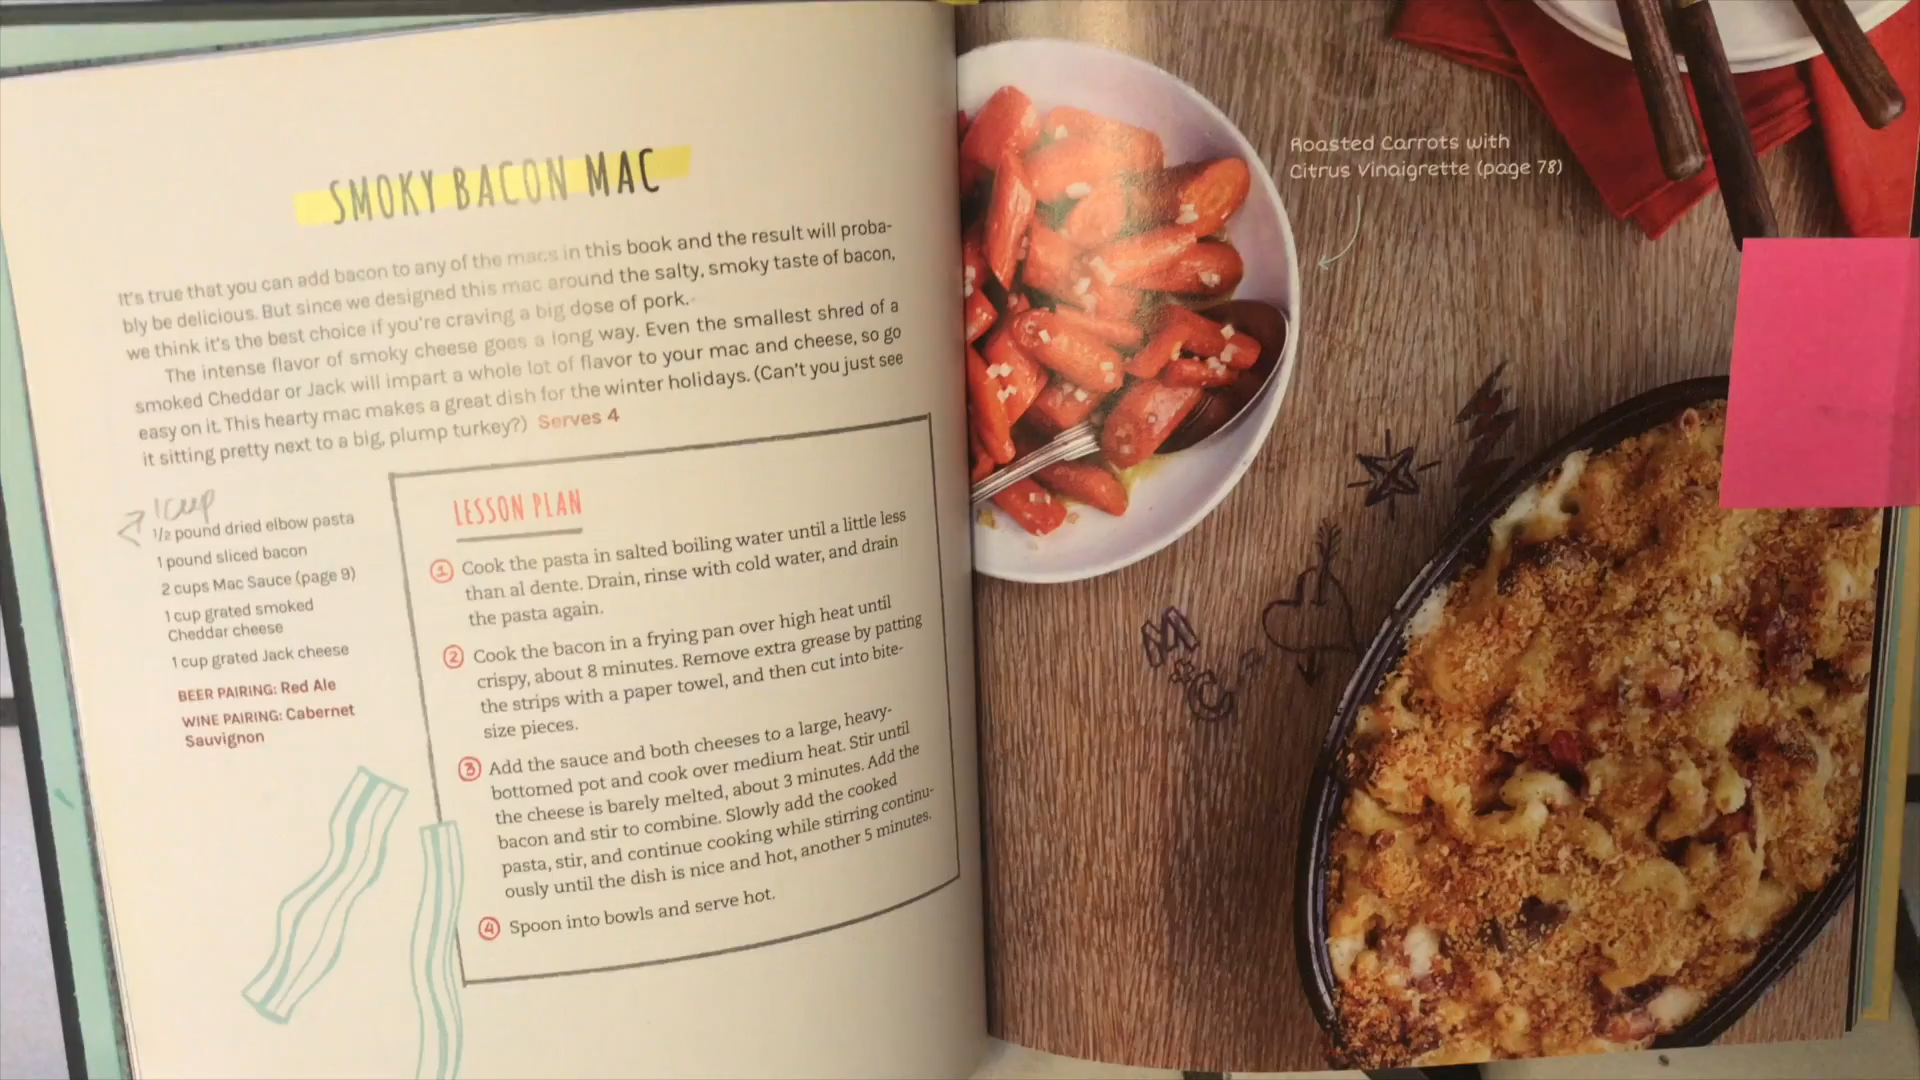 SMOKY BACON MAC
It's true that you can add bacon to any of the macs in this book and the result will proba-
bly be delicious. But since we designed this mac around the salty, smoky taste of bacon,
we think it's the best choice if you're craving a big dose of pork.
The intense flavor of smoky cheese goes a long way. Even the smallest shred of a
smoked Cheddar or Jack will impart a whole lot of flavor to your mac and cheese, so go
easy on it. This hearty mac makes a great dish for the winter holidays. (Can't you just see
it sitting pretty next to a big, plump turkey?) Serves 4
1 cup
1/2 pound dried elbow pasta
1 pound sliced bacon
2 cups Mac Sauce (page 9)
1 cup grated smoked
Cheddar cheese
1 cup grated Jack cheese
BEER PAIRING: Red Ale
WINE PAIRING: Cabernet
Sauvignon
LESSON PLAN
1 Cook the pasta in salted boiling water until a little less
than al dente. Drain, rinse with cold water, and drain
the pasta again.
2 Cook the bacon in a frying pan over high heat until
crispy, about 8 minutes. Remove extra grease by patting
the strips with a paper towel, and then cut into bite-
size pieces.
3 Add the sauce and both cheeses to a large, heavy-
bottomed pot and cook over medium heat. Stir until
the cheese is barely melted, about 3 minutes. Add the
bacon and stir to combine. Slowly add the cooked
pasta, stir, and continue cooking while stirring continu-
ously until the dish is nice and hot, another 5 minutes.
4 Spoon into bowls and serve hot.
Roasted Carrots with
Citrus Vinaigrette (page 78)
M
&
C